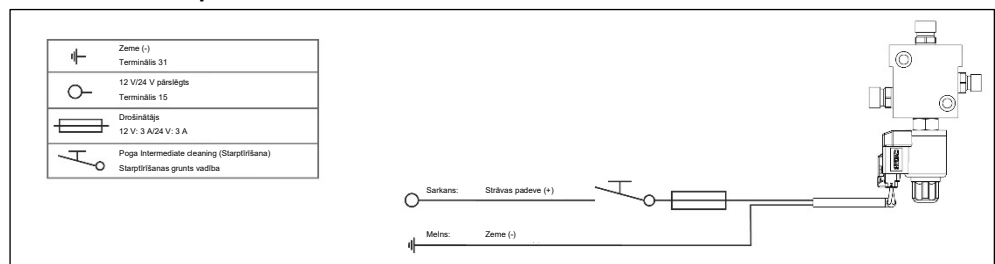 Zeme (-)
Terminālis 31
12 V/24 V pārslēgts
Terminālis 15
Drošinātājs
12 V: 3 A/24 V: 3 A
Poga Intermediate cleaning (Starptīrīšana)
Starptīrīšanas grunts vadība
Sarkans: Strāvas padeve (+)
Melns: Zeme (-)